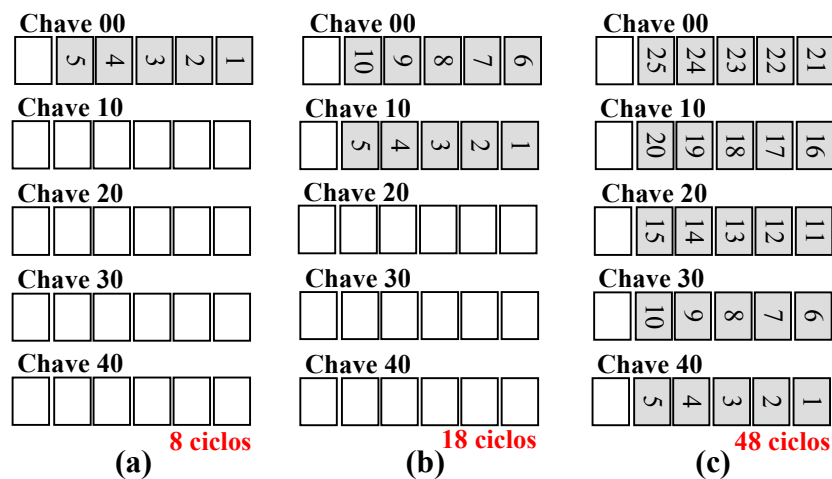 Chave 00
5 4 3 2 1
Chave 10
Chave 20
Chave 30
Chave 40
8 ciclos
(a)
Chave 00
10 9 8 7 6
Chave 10
5 4 3 2 1
Chave 20
Chave 30
Chave 40
18 ciclos
(b)
Chave 00
25 24 23 22 21
Chave 10
20 19 18 17 16
Chave 20
15 14 13 12 11
Chave 30
10 9 8 7 6
Chave 40
5 4 3 2 1
48 ciclos
(c)